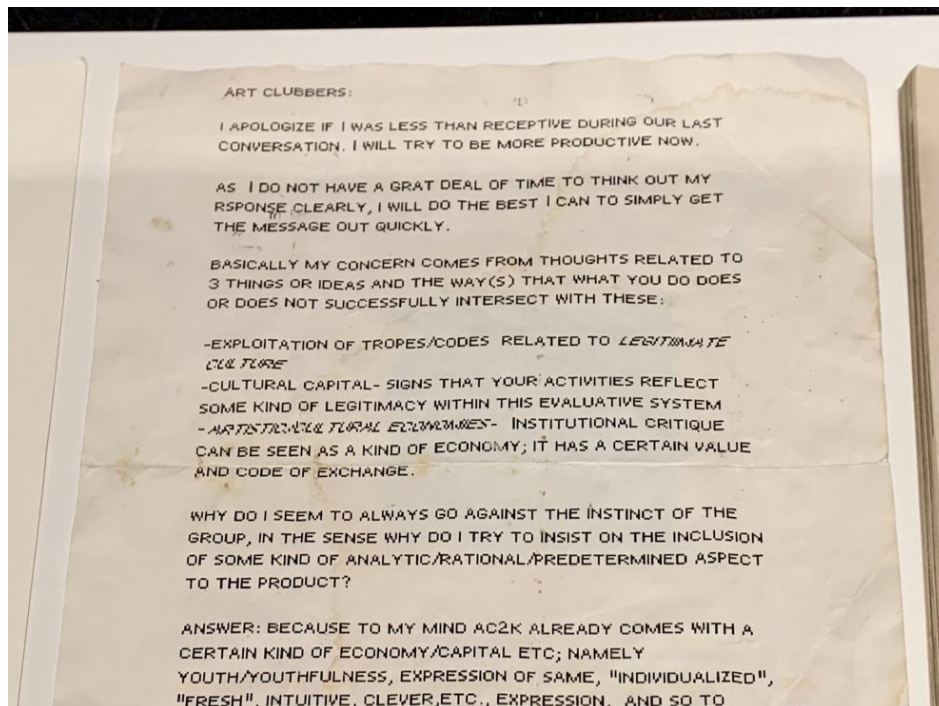 ART CLUBBERS:
I APOLOGIZE IF I WAS LESS THAN RECEPTIVE DURING OUR LAST
CONVERSATION. I WILL TRY TO BE MORE PRODUCTIVE NOW.
AS I DO NOT HAVE A GRAT DEAL OF TIME TO THINK OUT MY
RSPONSE CLEARLY, I WILL DO THE BEST I CAN TO SIMPLY GET
THE MESSAGE OUT QUICKLY.
BASICALLY MY CONCERN COMES FROM THOUGHTS RELATED TO
3 THINGS OR IDEAS AND THE WAY(S) THAT WHAT YOU DO DOES
OR DOES NOT SUCCESSFULLY INTERSECT WITH THESE:
-EXPLOITATION OF TROPES/CODES RELATED TO LEGITIMATE
CULTURE
-CULTURAL CAPITAL- SIGNS THAT YOUR ACTIVITIES REFLECT
SOME KIND OF LEGITIMACY WITHIN THIS EVALUATIVE SYSTEM
-ARTISTIC/CULTURAL ECONOMIES- INSTITUTIONAL CRITIQUE
CAN BE SEEN AS A KIND OF ECONOMY; IT HAS A CERTAIN VALUE
AND CODE OF EXCHANGE.
WHY DO I SEEM TO ALWAYS GO AGAINST THE INSTINCT OF THE
GROUP, IN THE SENSE WHY DO I TRY TO INSIST ON THE INCLUSION
OF SOME KIND OF ANALYTIC/RATIONAL/PREDETERMINED ASPECT
TO THE PRODUCT?
ANSWER: BECAUSE TO MY MIND AC2K ALREADY COMES WITH A
CERTAIN KIND OF ECONOMY/CAPITAL ETC; NAMELY
YOUTH/YOUTHFULNESS, EXPRESSION OF SAME, "INDIVIDUALIZED",
"FRESH", INTUITIVE, CLEVER,ETC., EXPRESSION, AND SO TO